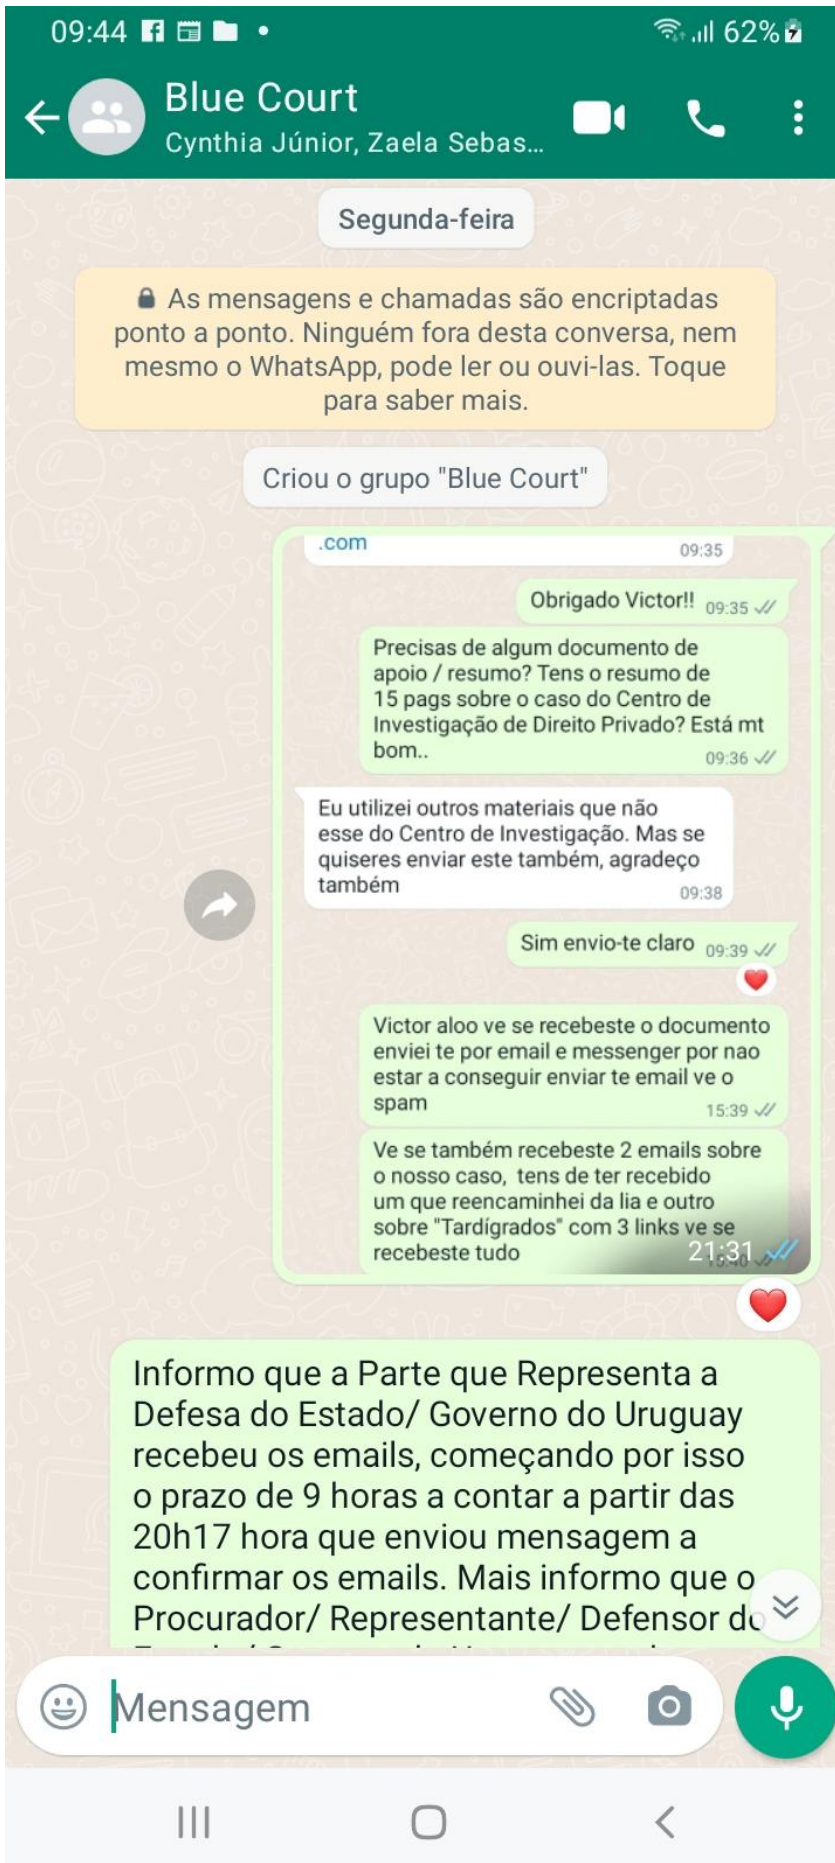 09:44
62%
Blue Court
Cynthia Júnior, Zaela Sebas...
Segunda-feira
As mensagens e chamadas são encriptadas
ponto a ponto. Ninguém fora desta conversa, nem
mesmo o WhatsApp, pode ler ou ouvi-las. Toque
para saber mais.
Criou o grupo "Blue Court"
.com
09:35
Obrigado Victor!! 09:35
Precisas de algum documento de
apoio / resumo? Tens o resumo de
15 pags sobre o caso do Centro de
Investigação de Direito Privado? Está mt
bom.. 09:36
Eu utilizei outros materiais que não
esse do Centro de Investigação. Mas se
quiseres enviar este também, agradeço
também 09:38
Sim envio-te claro 09:39
Victor aloo ve se recebeste o documento
enviei te por email e messenger por nao
estar a conseguir enviar te email ve o
spam 15:39
Ve se também recebeste 2 emails sobre
o nosso caso, tens de ter recebido
um que reencaminhei da lia e outro
sobre "Tardígrados" com 3 links ve se
recebeste tudo 15:40
21:31
Informo que a Parte que Representa a
Defesa do Estado/ Governo do Uruguay
recebeu os emails, começando por isso
o prazo de 9 horas a contar a partir das
20h17 hora que enviou mensagem a
confirmar os emails. Mais informo que o
Procurador/ Representante/ Defensor do
Mensagem